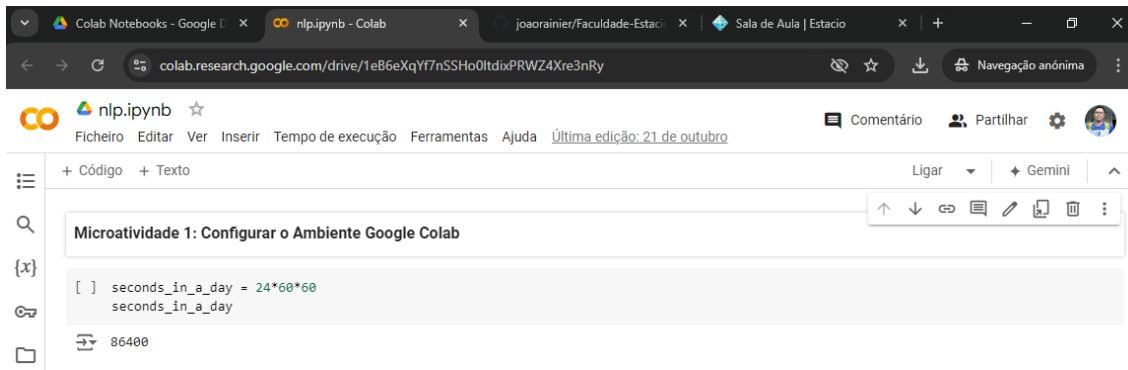 Colab Notebooks - Google D
nlp.ipynb - Colab
joaorainier/Faculdade-Estaci
Sala de Aula | Estacio
colab.research.google.com/drive/1eB6eXqYf7nSSHo0ItdixPRWZ4Xre3nRy
Navegação anónima
nlp.ipynb
Comentário
Partilhar
Ficheiro Editar Ver Inserir Tempo de execução Ferramentas Ajuda Última edição: 21 de outubro
+ Código + Texto
Ligar
Gemini
Microatividade 1: Configurar o Ambiente Google Colab
{x}
[ ] seconds_in_a_day = 24*60*60
seconds_in_a_day
86400